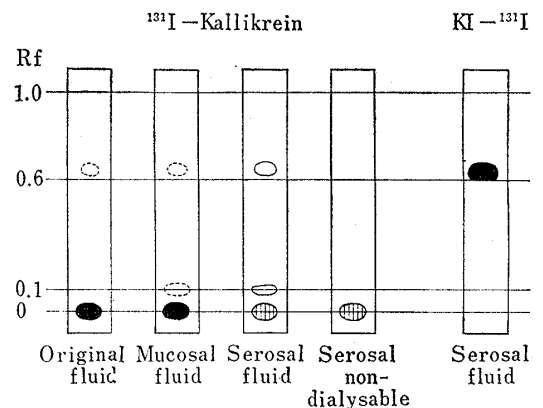 ¹³¹I—Kallikrein KI—¹³¹I
Rf
1.0
0.6
0.1
0
Original fluid
Mucosal fluid
Serosal fluid
Serosal non-dialysable
Serosal fluid